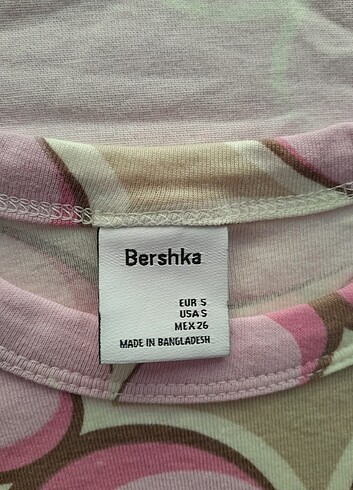 Bershka
EUR S
USA S
MEX 26
MADE IN BANGLADESH